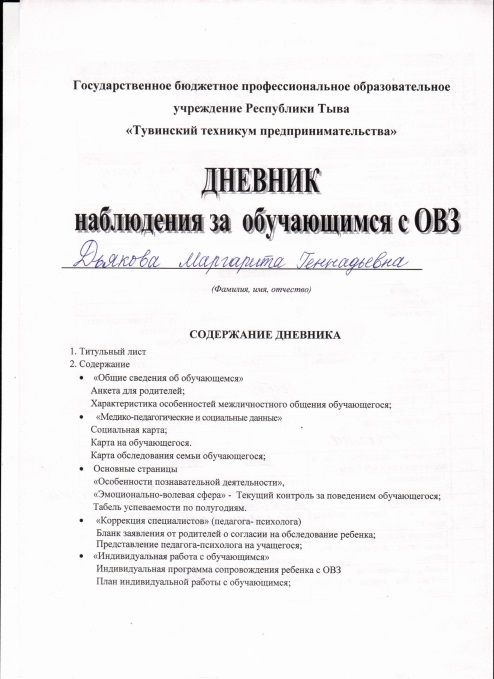 Государственное бюджетное профессиональное образовательное
учреждение Республики Тыва
«Тувинский техникум предпринимательства»
ДНЕВНИК
наблюдения за обучающимся с ОВЗ
Дьякова Маргарита Геннадьевна
(Фамилия, имя, отчество)
СОДЕРЖАНИЕ ДНЕВНИКА
1. Титульный лист
2. Содержание
• «Общие сведения об обучающемся»
Анкета для родителей;
Характеристика особенностей межличностного общения обучающегося;
• «Медико-педагогические и социальные данные»
Социальная карта;
Карта на обучающегося.
Карта обследования семьи обучающегося;
• Основные страницы
«Особенности познавательной деятельности»,
«Эмоционально-волевая сфера» - Текущий контроль за поведением обучающегося;
Табель успеваемости по полугодиям.
• «Коррекция специалистов» (педагога- психолога)
Бланк заявления от родителей о согласии на обследование ребенка;
Представление педагога-психолога на учащегося;
• «Индивидуальная работа с обучающимся»
Индивидуальная программа сопровождения ребенка с ОВЗ
План индивидуальной работы с обучающимся;